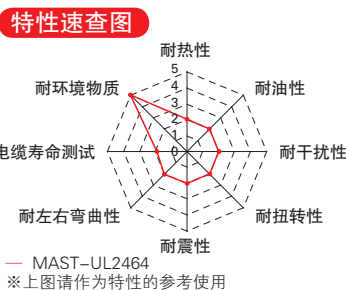 特性速查图
耐热性
5
4
3
2
1
0
耐环境物质
耐油性
电缆寿命测试
耐干扰性
耐左右弯曲性
耐扭转性
耐震性
— MAST-UL2464
※上图请作为特性的参考使用